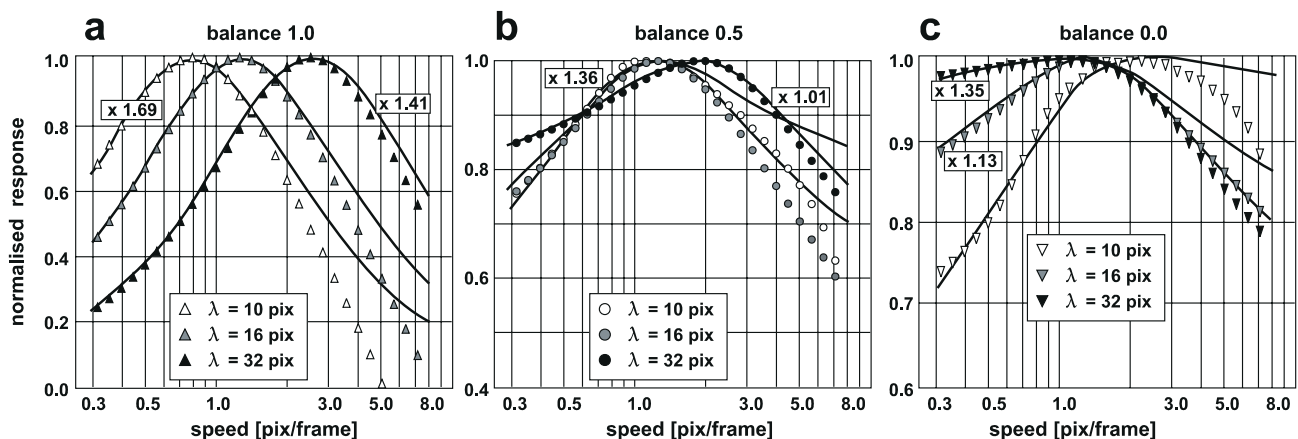 a balance 1.0
normalised response
1.0
0.8
0.6
0.4
0.2
0.0
x 1.69
x 1.41
λ = 10 pix
λ = 16 pix
λ = 32 pix
0.3 0.5 1.0 3.0 5.0 8.0
speed [pix/frame]
b balance 0.5
1.0
0.8
0.6
0.4
x 1.36
x 1.01
λ = 10 pix
λ = 16 pix
λ = 32 pix
0.3 0.5 1.0 3.0 5.0 8.0
speed [pix/frame]
c balance 0.0
1.0
0.9
0.8
0.7
0.6
x 1.35
x 1.13
λ = 10 pix
λ = 16 pix
λ = 32 pix
0.3 0.5 1.0 3.0 5.0 8.0
speed [pix/frame]